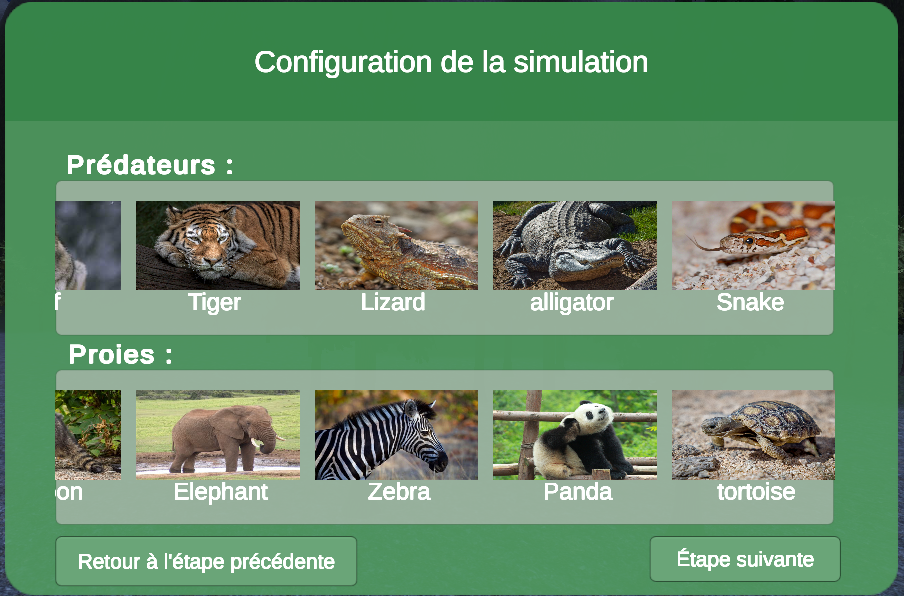 Configuration de la simulation
Prédateurs :
f Tiger Lizard alligator Snake
Proies :
on Elephant Zebra Panda tortoise
Retour à l'étape précédente Étape suivante